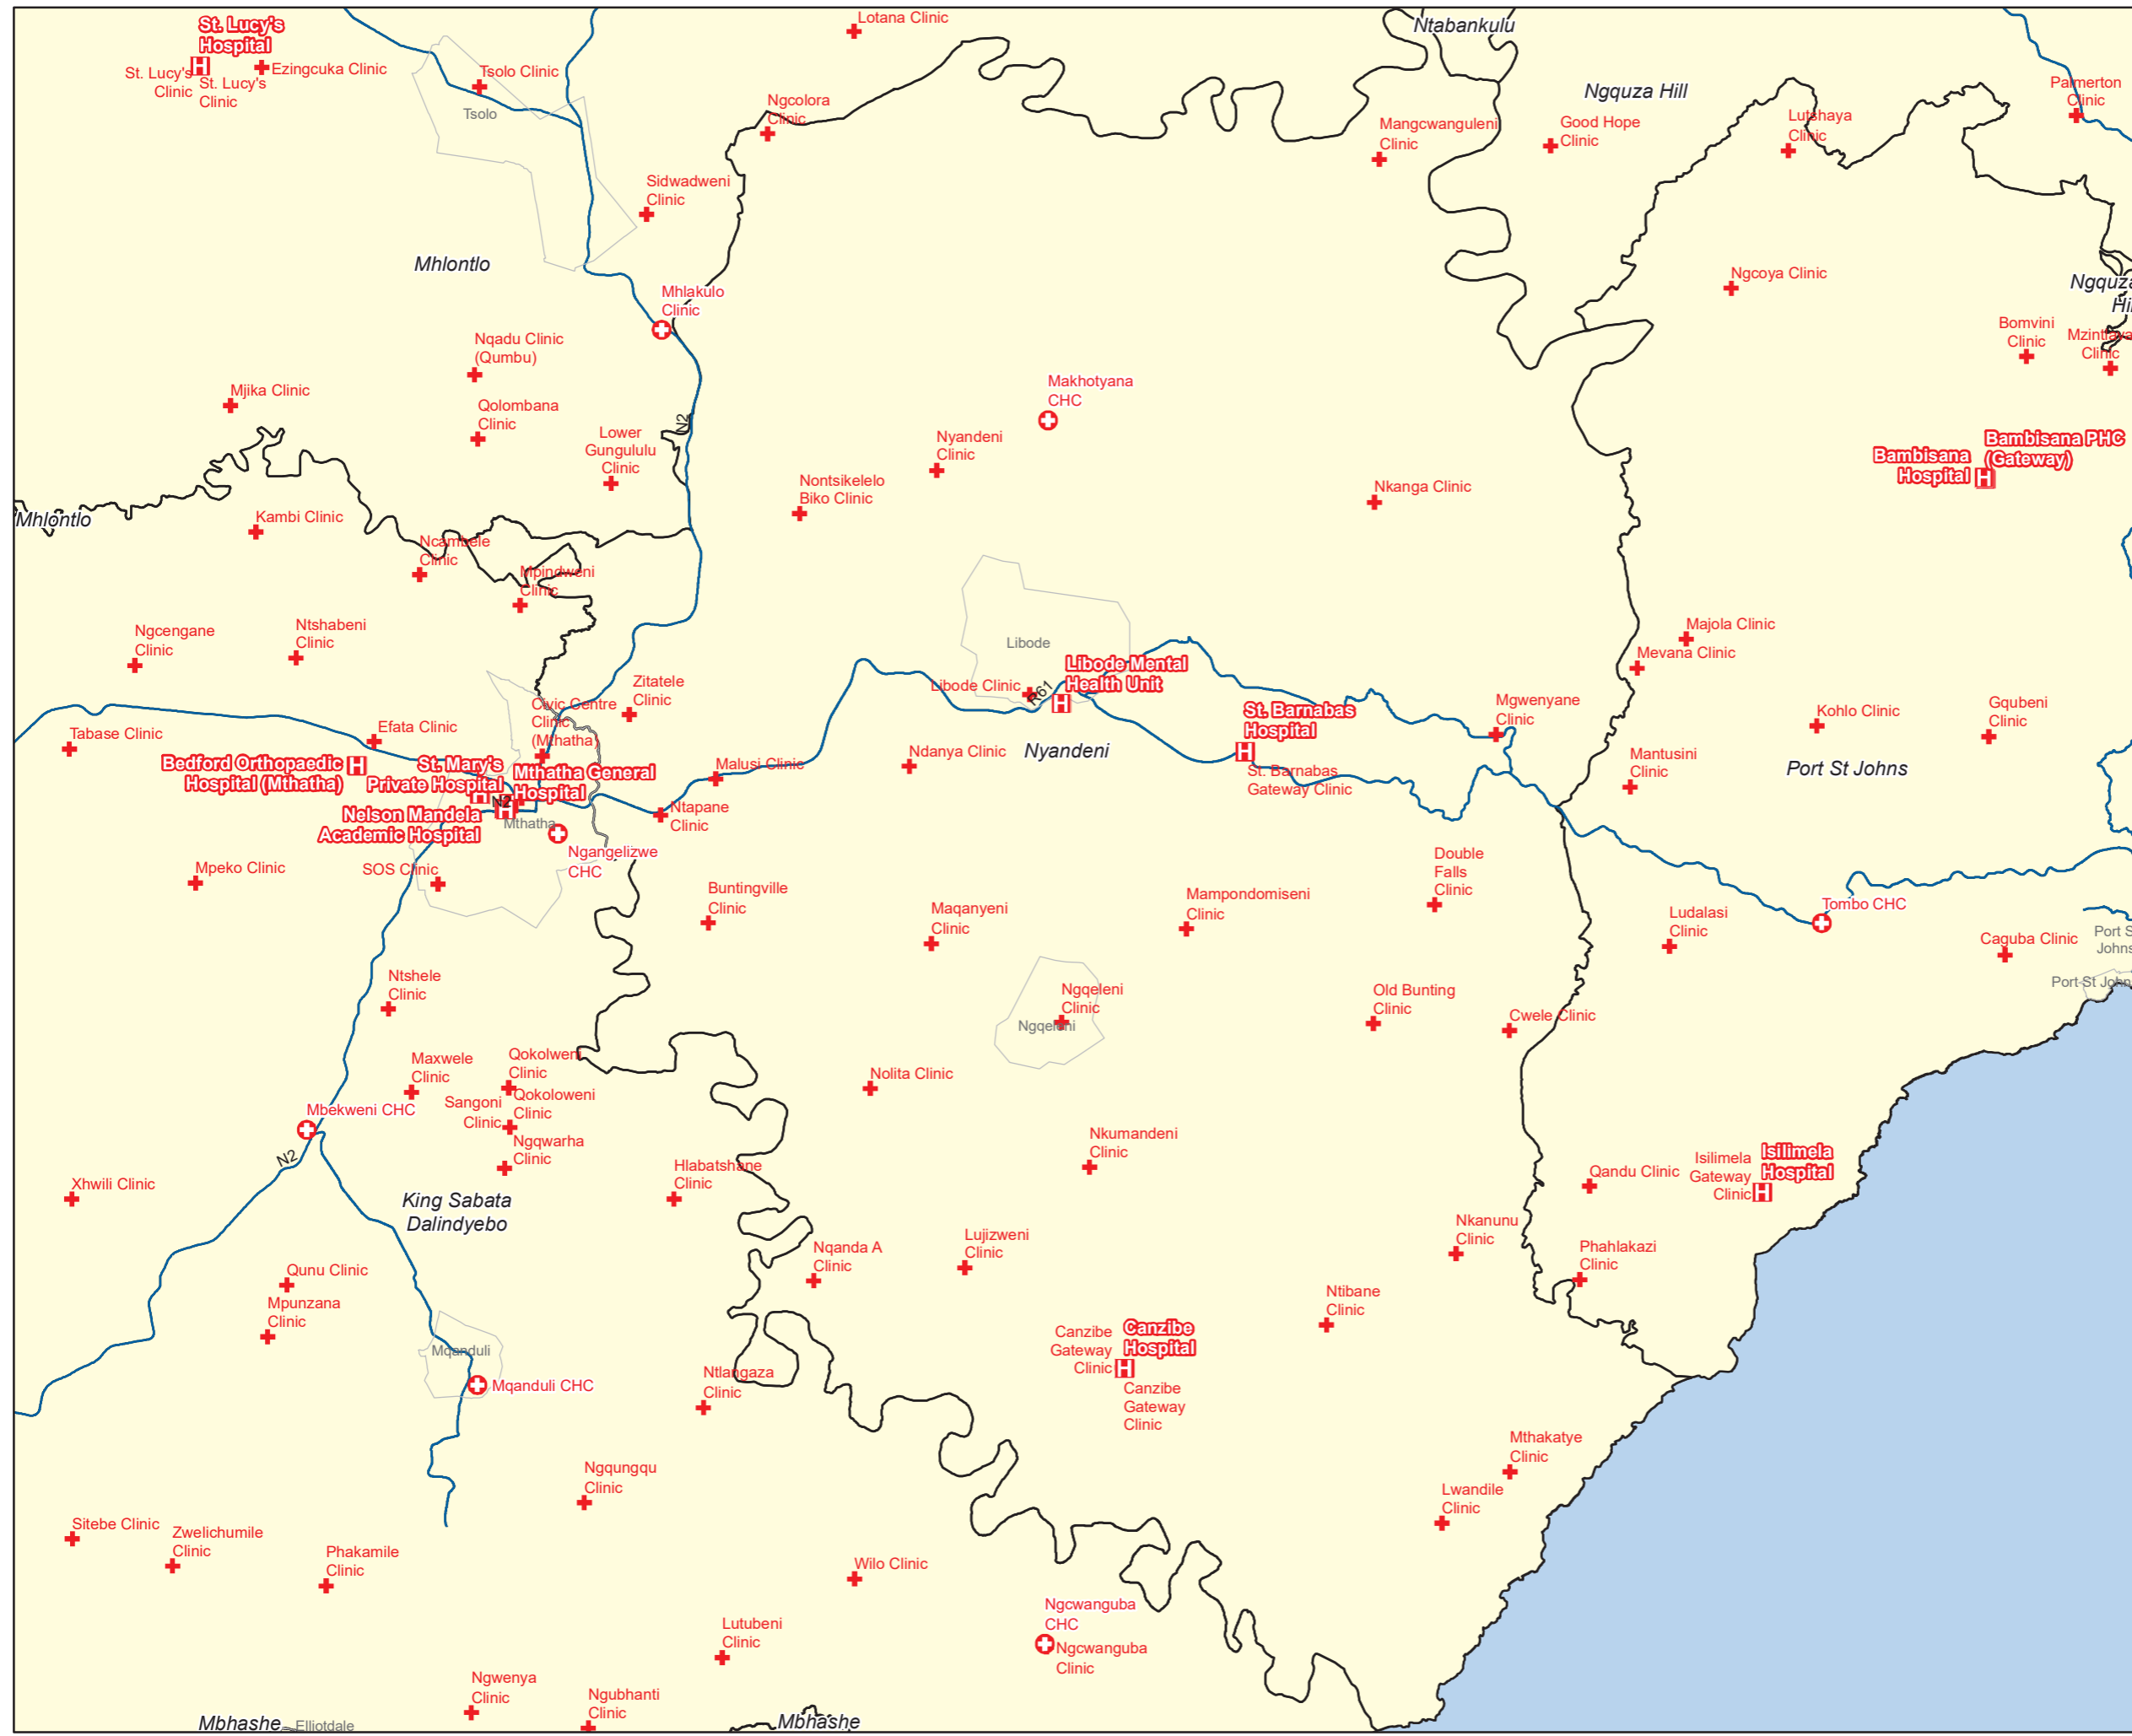 St. Lucy's
Hospital
St. Lucy's
Clinic
St. Lucy's
Clinic
Ezingcuka Clinic
Tsolo Clinic
Tsolo
Lotana Clinic
Ngcolora
Clinic
Ntabankulu
Ngquza Hill
Mangcwanguleni
Clinic
Good Hope
Clinic
Lutshaya
Clinic
Palmerton
Clinic
Sidwadweni
Clinic
Mhlontlo
Mhlakulo
Clinic
Ngcoya Clinic
Ngquza
Hill
Bomvini
Clinic
Mzintlava
Clinic
Nqadu Clinic
(Qumbu)
Mjika Clinic
Qolombana
Clinic
Lower
Gungululu
Clinic
N2
Makhotyana
CHC
Nyandeni
Clinic
Nontsikelelo
Biko Clinic
Nkanga Clinic
Bambisana
Hospital
Bambisana PHC
(Gateway)
Mhlontlo
Kambi Clinic
Ncambele
Clinic
Mpindweni
Clinic
Ngcengane
Clinic
Ntshabeni
Clinic
Libode
Libode Clinic
R61
Libode Mental
Health Unit
Majola Clinic
Mevana Clinic
Zitatele
Clinic
Civic Centre
Clinic
(Mthatha)
Efata Clinic
Tabase Clinic
Bedford Orthopaedic
Hospital (Mthatha)
St. Mary's
Private Hospital
Mthatha General
Hospital
N2
Nelson Mandela
Academic Hospital
Mthatha
Ngangelizwe
CHC
Malusi Clinic
Ntapane
Clinic
Ndanya Clinic
Nyandeni
St. Barnabas
Hospital
St. Barnabas
Gateway Clinic
Mgwenyane
Clinic
Mantusini
Clinic
Kohlo Clinic
Gqubeni
Clinic
Port St Johns
Mpeko Clinic
SOS Clinic
Buntingville
Clinic
Maqanyeni
Clinic
Mampondomiseni
Clinic
Double
Falls
Clinic
Ludalasi
Clinic
Tombo CHC
Caguba Clinic
Port S
Johns
Port St John
Ntshele
Clinic
Ngqeleni
Clinic
Ngqeleni
Old Bunting
Clinic
Cwele Clinic
Maxwele
Clinic
Qokolweni
Clinic
Qokoloweni
Clinic
Sangoni
Clinic
Ngqwarha
Clinic
Mbekweni CHC
N2
Nolita Clinic
Nkumandeni
Clinic
Hlabatshane
Clinic
Xhwili Clinic
King Sabata
Dalindyebo
Qandu Clinic
Isilimela
Gateway
Clinic
Isilimela
Hospital
Nkanunu
Clinic
Phahlakazi
Clinic
Nqanda A
Clinic
Lujizweni
Clinic
Qunu Clinic
Mpunzana
Clinic
Ntibane
Clinic
Canzibe
Gateway
Clinic
Canzibe
Hospital
Canzibe
Gateway
Clinic
Mqanduli
Mqanduli CHC
Ntlangaza
Clinic
Mthakatye
Clinic
Lwandile
Clinic
Ngqungqu
Clinic
Sitebe Clinic
Zwelichumile
Clinic
Phakamile
Clinic
Wilo Clinic
Ngcwanguba
CHC
Ngcwanguba
Clinic
Lutubeni
Clinic
Ngwenya
Clinic
Ngubhanti
Clinic
Mbhashe
Elliotdale
Mbhashe